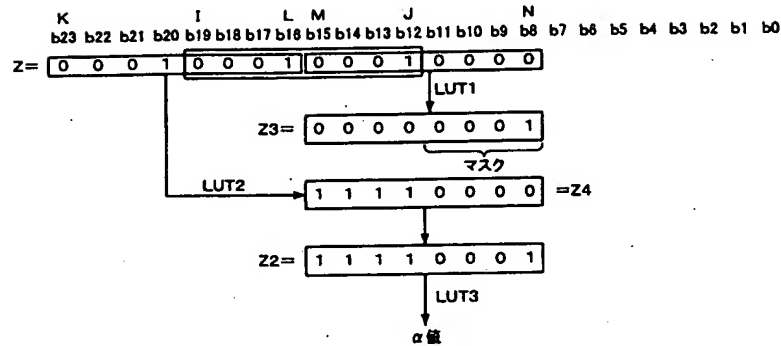 K I L M J N
b23 b22 b21 b20 b19 b18 b17 b16 b15 b14 b13 b12 b11 b10 b9 b8 b7 b6 b5 b4 b3 b2 b1 b0
Z= 0 0 0 1 0 0 0 1 0 0 0 1 0 0 0 0
LUT1
Z3= 0 0 0 0 0 0 0 1
マスク
LUT2 1 1 1 1 0 0 0 0 =Z4
Z2= 1 1 1 1 0 0 0 1
LUT3
α値